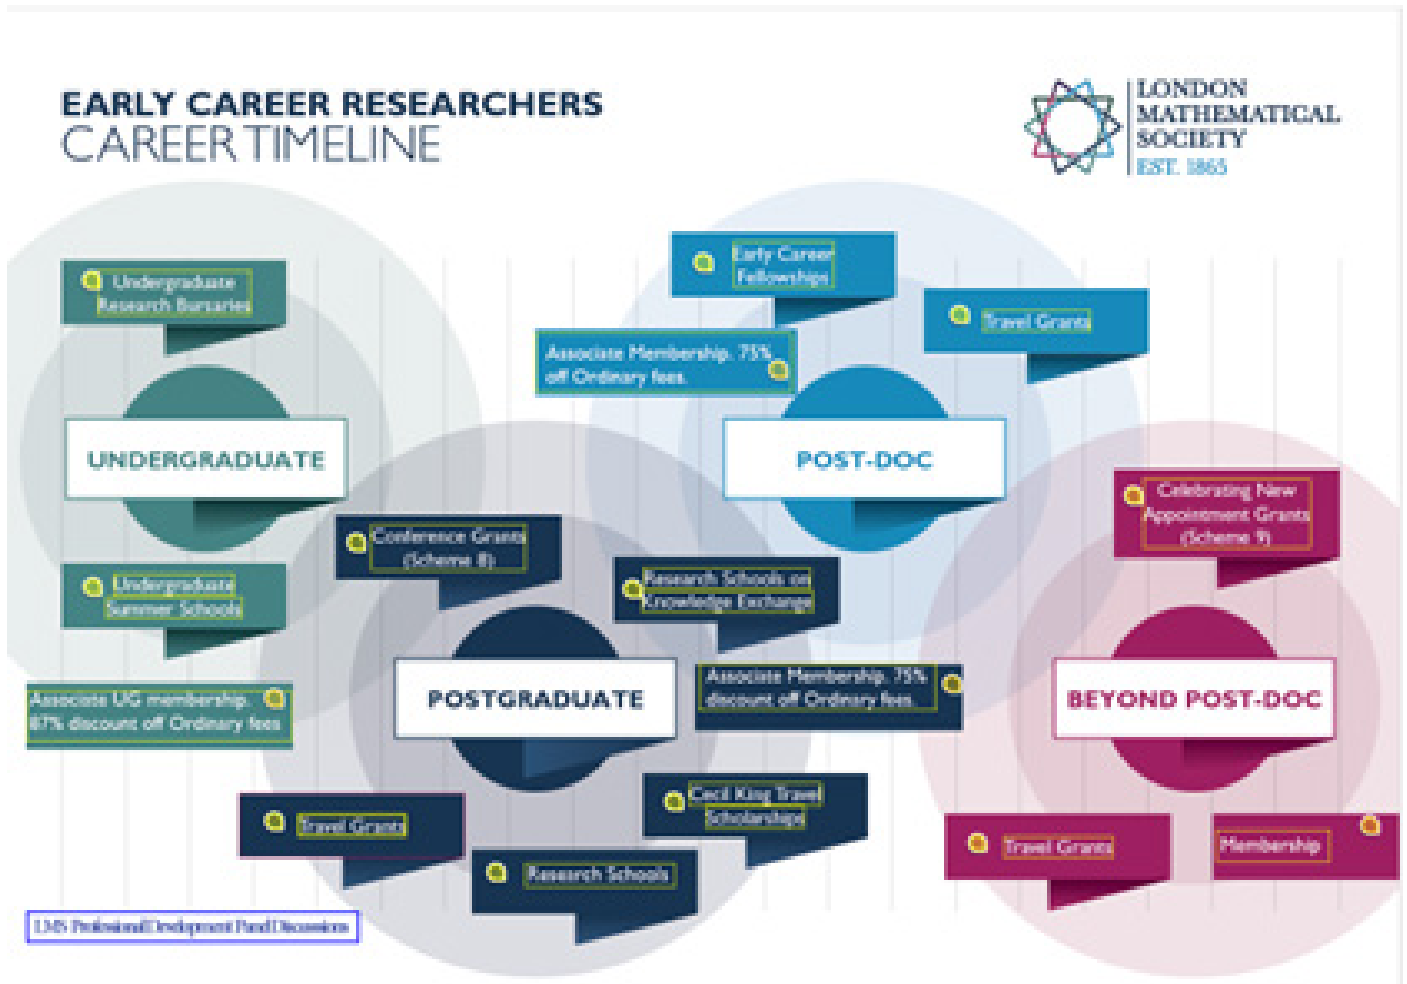 EARLY CAREER RESEARCHERS
CAREER TIMELINE
LONDON
MATHEMATICAL
SOCIETY
EST. 1865
Undergraduate
Research Bursaries
UNDERGRADUATE
Undergraduate
Summer Schools
Associate UG membership.
87% discount off Ordinary fees
Early Career
Fellowships
Travel Grants
Associate Membership. 75%
off Ordinary fees.
POST-DOC
Conference Grants
(Scheme 8)
Research Schools on
Knowledge Exchange
POSTGRADUATE
Associate Membership. 75%
discount off Ordinary fees.
Travel Grants
Cecil King Travel
Scholarships
Research Schools
Celebrating New
Appointment Grants
(Scheme 9)
BEYOND POST-DOC
Travel Grants
Membership
LMS Professional Development Panel Discussions